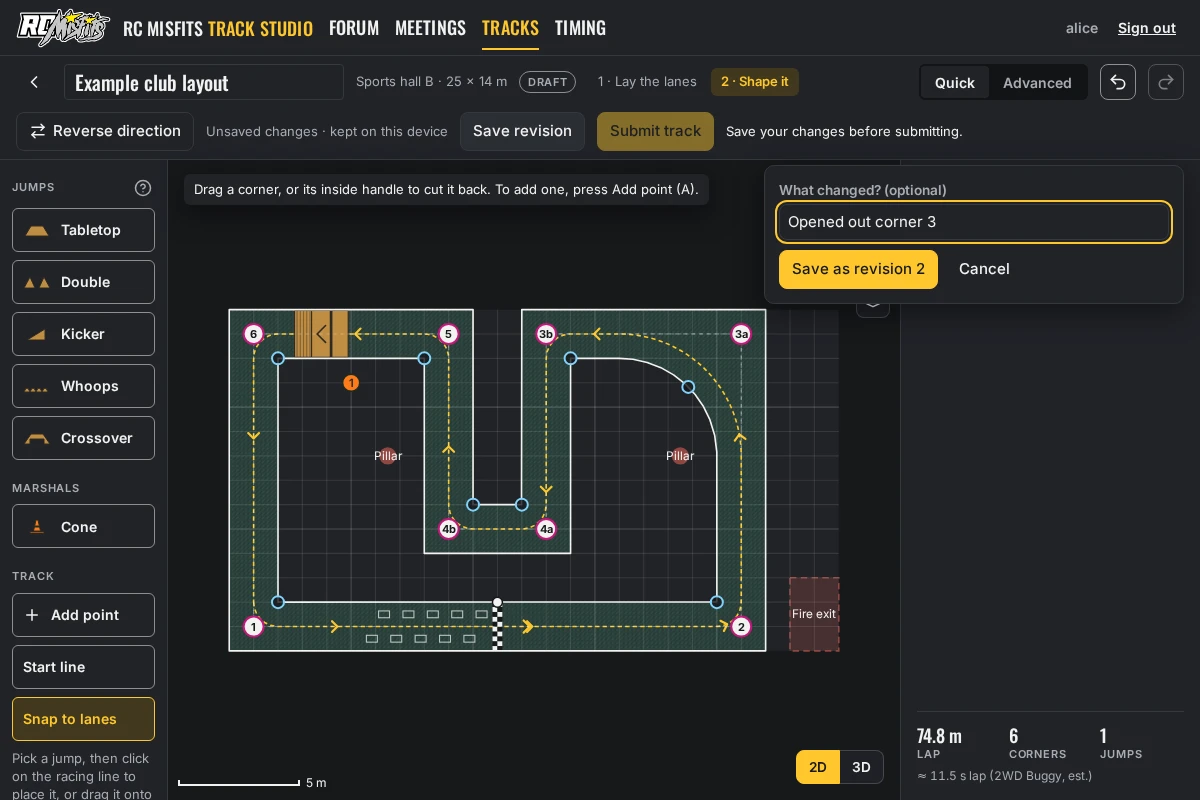 RC Misfits
RC MISFITS TRACK STUDIO FORUM MEETINGS TRACKS TIMING
alice Sign out
Example club layout
Sports hall B · 25 × 14 m
DRAFT
1 · Lay the lanes
2 · Shape it
Quick Advanced
Reverse direction
Unsaved changes · kept on this device
Save revision
Submit track
Save your changes before submitting.
JUMPS
?
Tabletop
Double
Kicker
Whoops
Crossover
MARSHALS
Cone
TRACK
Add point
Start line
Snap to lanes
Pick a jump, then click
on the racing line to
place it, or drag it onto
Drag a corner, or its inside handle to cut it back. To add one, press Add point (A).
What changed? (optional)
Opened out corner 3
Save as revision 2
Cancel
6
5
3b
3a
1
Pillar
Pillar
4b
4a
Fire exit
1
2
5 m
2D 3D
74.8 m
LAP
6
CORNERS
1
JUMPS
≈ 11.5 s lap (2WD Buggy, est.)